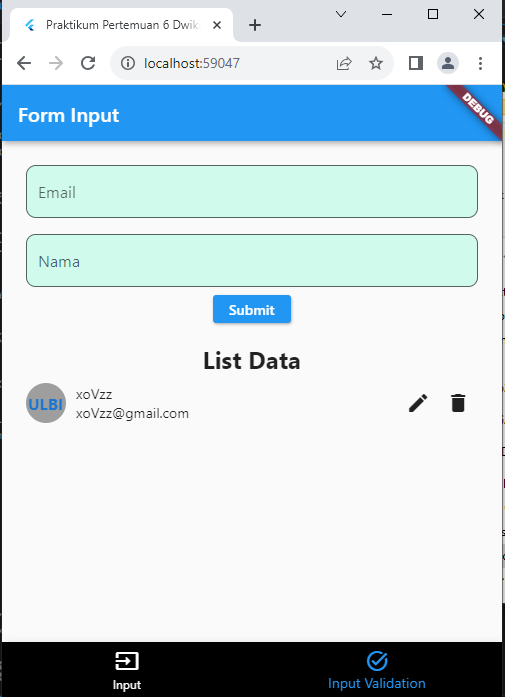 Praktikum Pertemuan 6 Dwik
localhost:59047
Form Input
DEBUG
Email
Nama
Submit
List Data
ULBI
xoVzz
xoVzz@gmail.com
Input
Input Validation